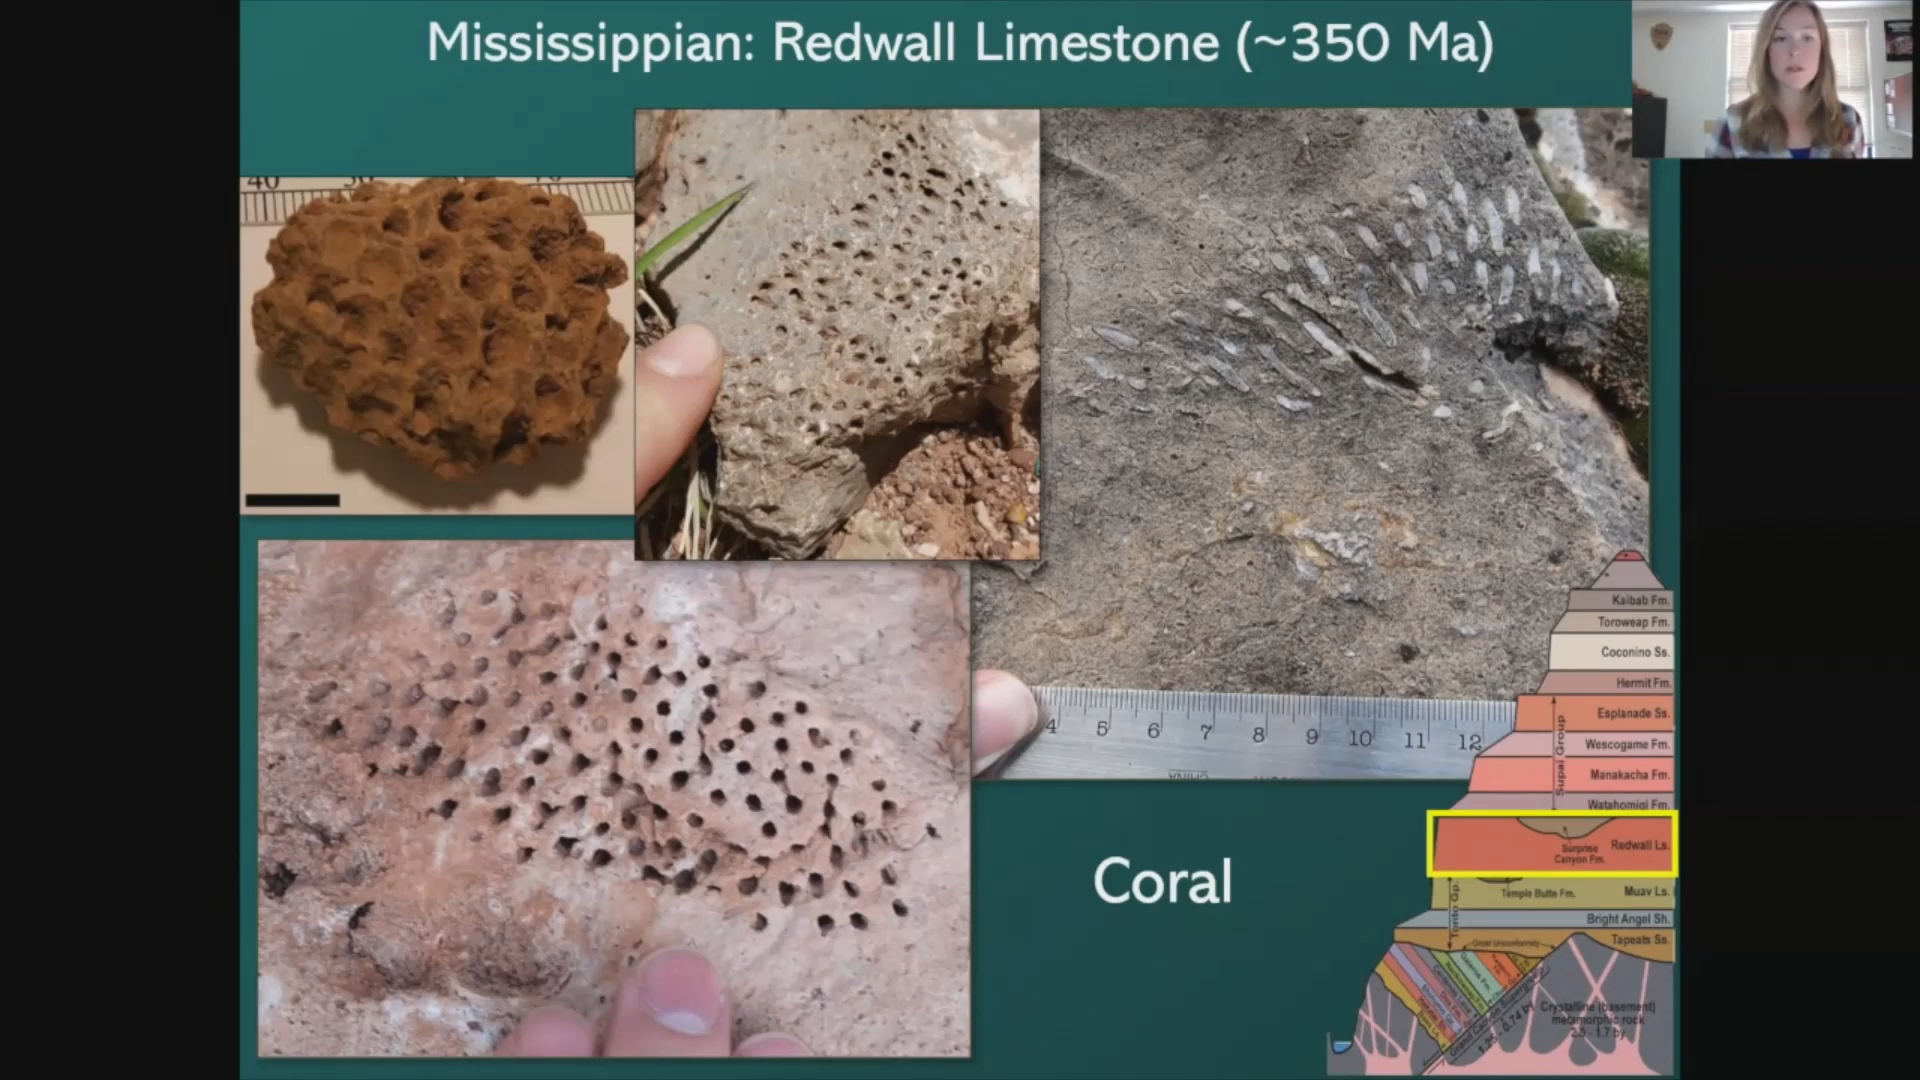 Mississippian: Redwall Limestone (~350 Ma)
40
4 5 6 7 8 9 10 11 12
CHINA
Coral
Kaibab Fm.
Toroweap Fm.
Coconino Ss.
Hermit Fm.
Esplanade Ss.
Supai Group
Wescogame Fm.
Manakacha Fm.
Watahomigi Fm.
Redwall Ls.
Surprise
Canyon Fm.
Temple Butte Fm.
Muav Ls.
Tonto Gp.
Bright Angel Sh.
Great Unconformity
Tapeats Ss.
Crystalline (basement)
metamorphic rock